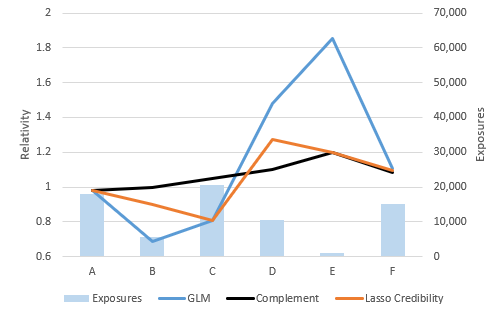 2 70,000
1.8 60,000
1.6 50,000
1.4 40,000
1.2 30,000
1 20,000
0.8 10,000
0.6 0
Relativity
Exposures
A B C D E F
Exposures GLM Complement Lasso Credibility